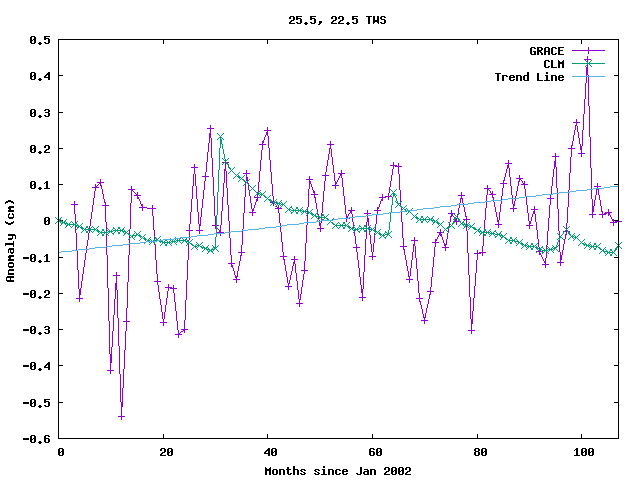 25.5, 22.5 TWS
GRACE
CLM
Trend Line
0.5
0.4
0.3
0.2
0.1
0
-0.1
-0.2
-0.3
-0.4
-0.5
-0.6
Anomaly (cm)
0 20 40 60 80 100
Months since Jan 2002